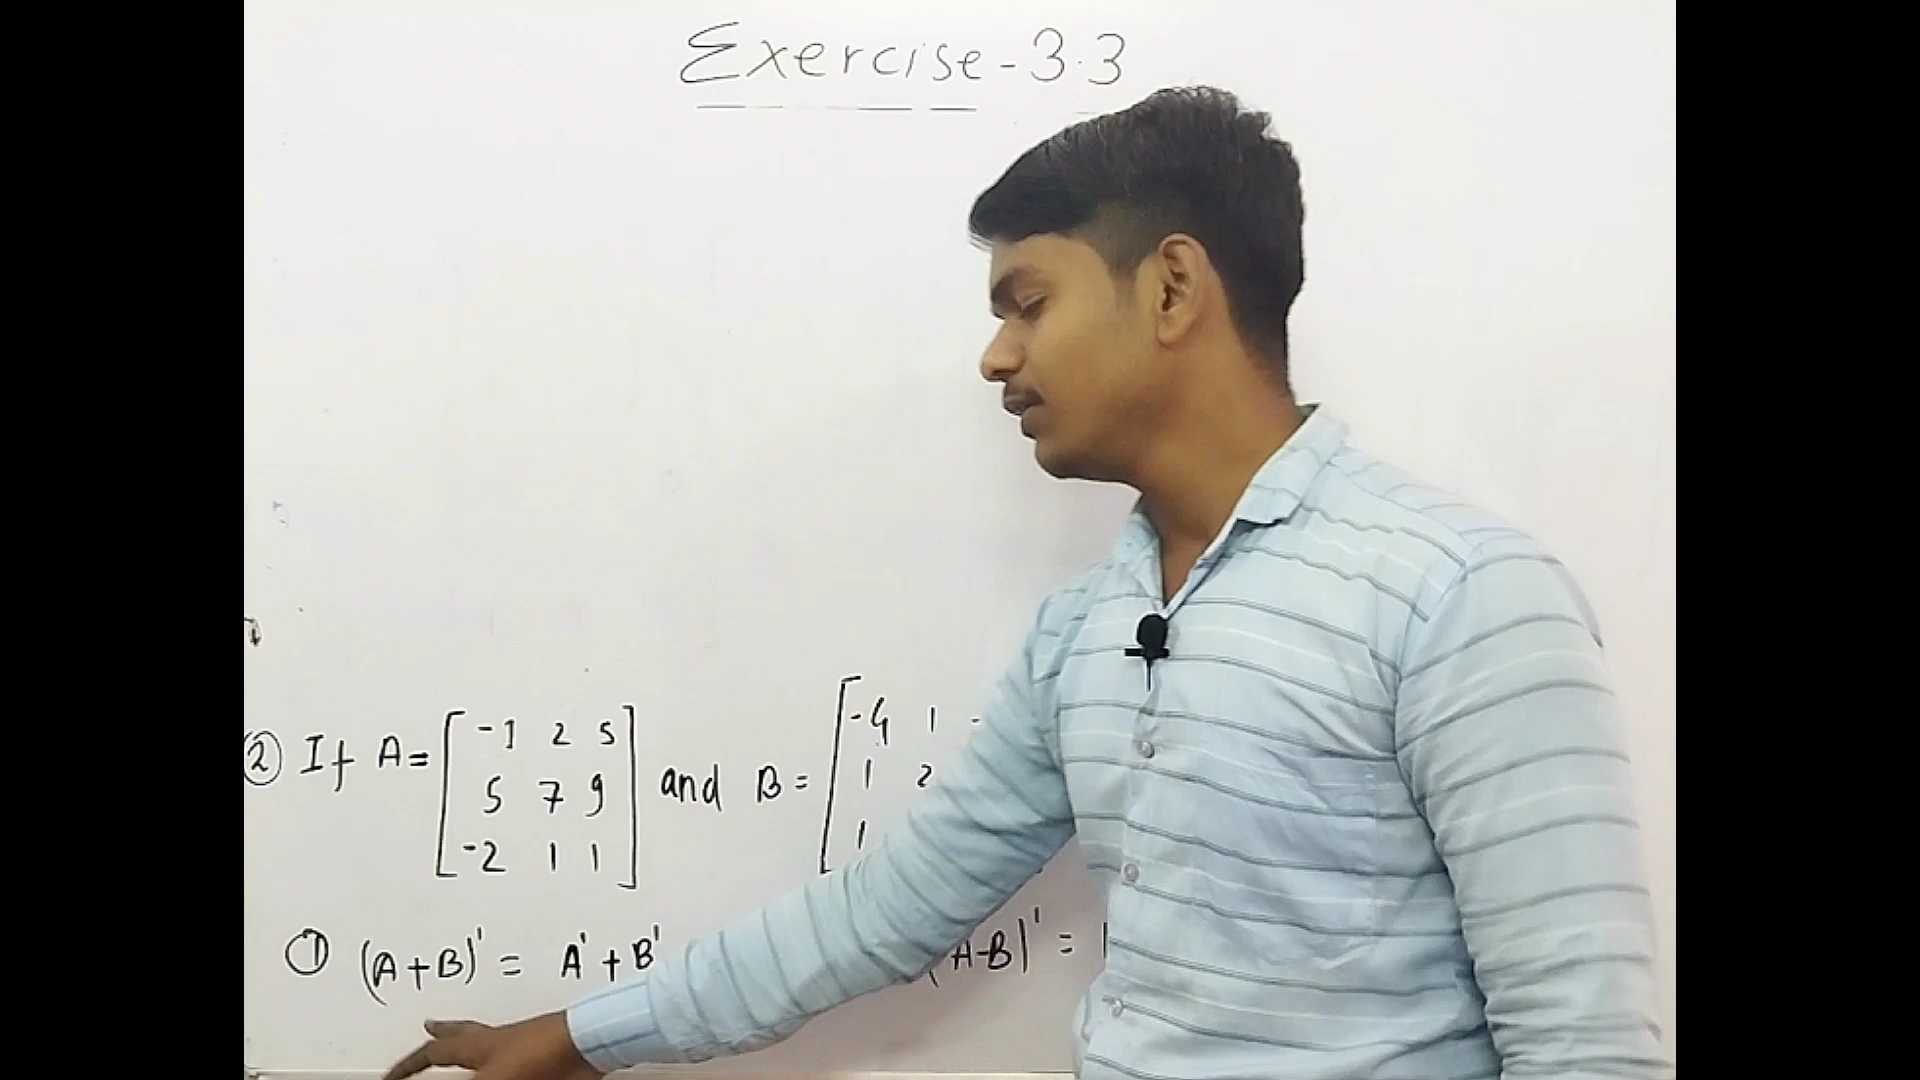 Exercise-3.3
② If A= [ -1 2 5 and B = [ -4 1 -
5 7 9 1 2
-2 1 1 ] 1
① (A+B)' = A' + B' (A-B)' =